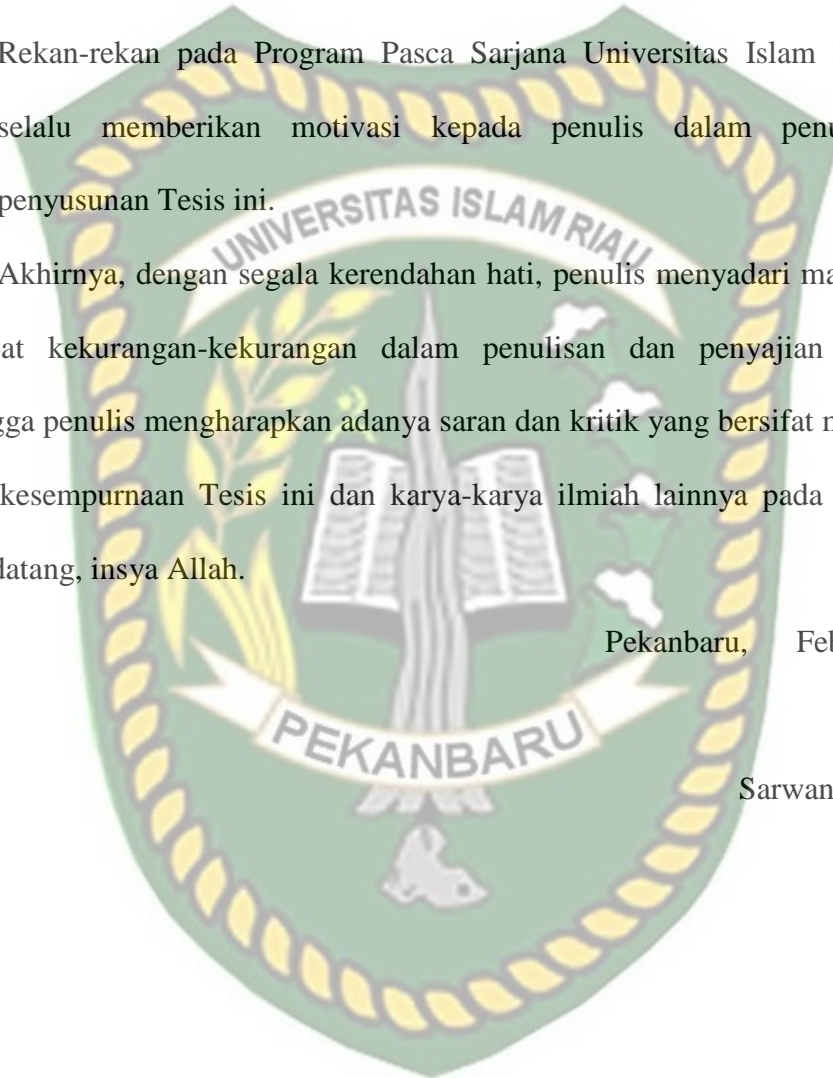 Rekan-rekan pada Program Pasca Sarjana Universitas Islam
selalu memberikan motivasi kepada penulis dalam penu
penyusunan Tesis ini.
UNIVERSITAS ISLAM RIAU
Akhirnya, dengan segala kerendahan hati, penulis menyadari ma
at kekurangan-kekurangan dalam penulisan dan penyajian
gga penulis mengharapkan adanya saran dan kritik yang bersifat
kesempurnaan Tesis ini dan karya-karya ilmiah lainnya pada
datang, insya Allah.
Pekanbaru, Feb
PEKANBARU
Sarwan